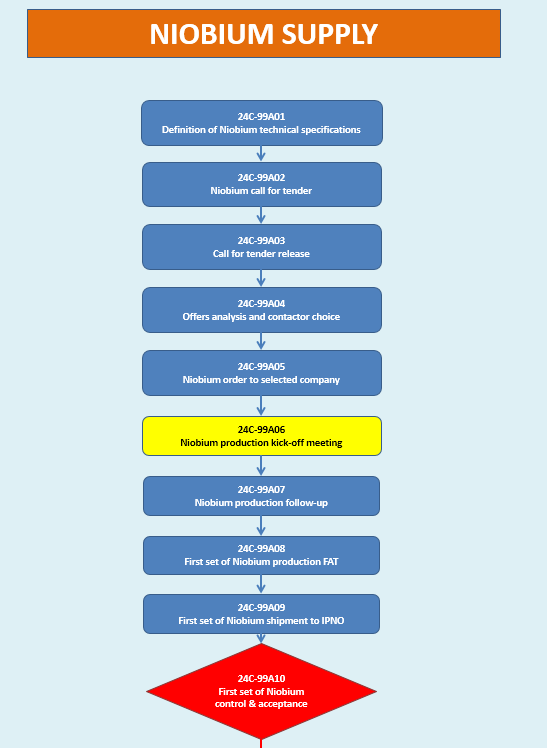 NIOBIUM SUPPLY
24C-99A01
Definition of Niobium technical specifications
24C-99A02
Niobium call for tender
24C-99A03
Call for tender release
24C-99A04
Offers analysis and contactor choice
24C-99A05
Niobium order to selected company
24C-99A06
Niobium production kick-off meeting
24C-99A07
Niobium production follow-up
24C-99A08
First set of Niobium production FAT
24C-99A09
First set of Niobium shipment to IPNO
24C-99A10
First set of Niobium
control & acceptance